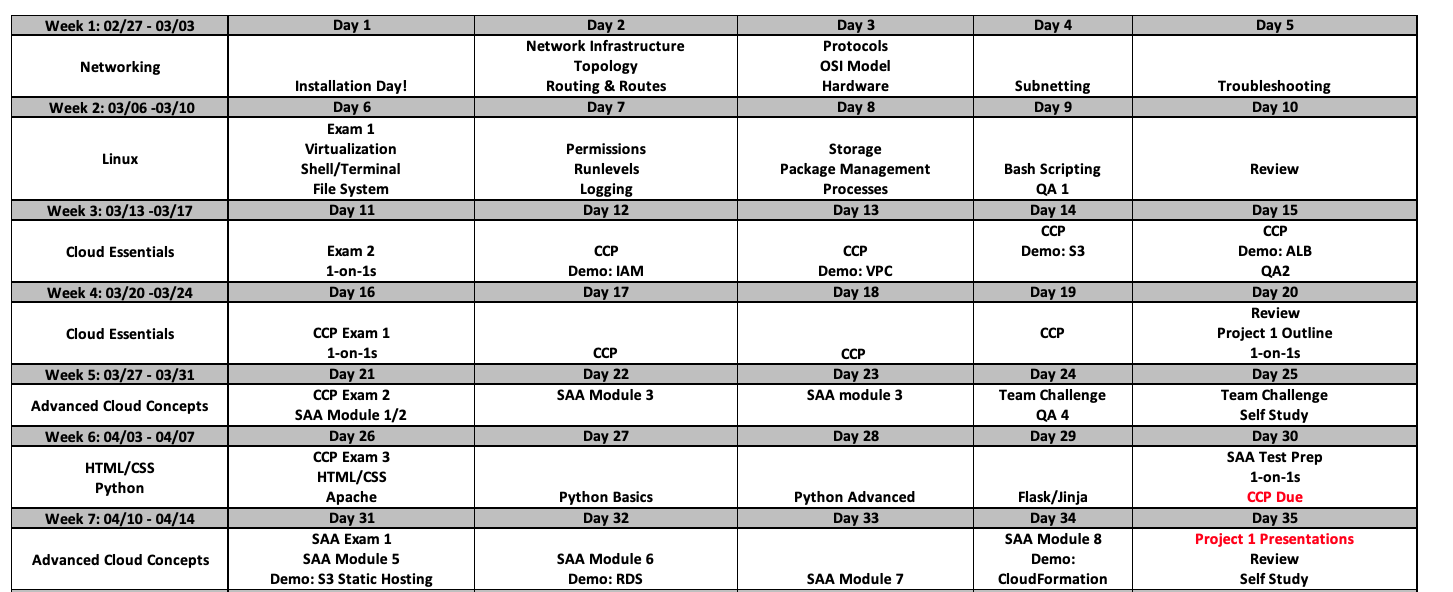 Week 1: 02/27 - 03/03 Day 1 Day 2 Day 3 Day 4 Day 5
Networking
Installation Day!
Network Infrastructure
Topology
Routing & Routes
Protocols
OSI Model
Hardware
Subnetting
Troubleshooting
Week 2: 03/06 -03/10 Day 6 Day 7 Day 8 Day 9 Day 10
Linux
Exam 1
Virtualization
Shell/Terminal
File System
Permissions
Runlevels
Logging
Storage
Package Management
Processes
Bash Scripting
QA 1
Review
Week 3: 03/13 -03/17 Day 11 Day 12 Day 13 Day 14 Day 15
Cloud Essentials
Exam 2
1-on-1s
CCP
Demo: IAM
CCP
Demo: VPC
CCP
Demo: S3
CCP
Demo: ALB
QA2
Week 4: 03/20 -03/24 Day 16 Day 17 Day 18 Day 19 Day 20
Cloud Essentials
CCP Exam 1
1-on-1s
CCP
CCP
CCP
Review
Project 1 Outline
1-on-1s
Week 5: 03/27 - 03/31 Day 21 Day 22 Day 23 Day 24 Day 25
Advanced Cloud Concepts
CCP Exam 2
SAA Module 1/2
SAA Module 3
SAA module 3
Team Challenge
QA 4
Team Challenge
Self Study
Week 6: 04/03 - 04/07 Day 26 Day 27 Day 28 Day 29 Day 30
HTML/CSS
Python
CCP Exam 3
HTML/CSS
Apache
Python Basics
Python Advanced
Flask/Jinja
SAA Test Prep
1-on-1s
CCP Due
Week 7: 04/10 - 04/14 Day 31 Day 32 Day 33 Day 34 Day 35
Advanced Cloud Concepts
SAA Exam 1
SAA Module 5
Demo: S3 Static Hosting
SAA Module 6
Demo: RDS
SAA Module 7
SAA Module 8
Demo:
CloudFormation
Project 1 Presentations
Review
Self Study